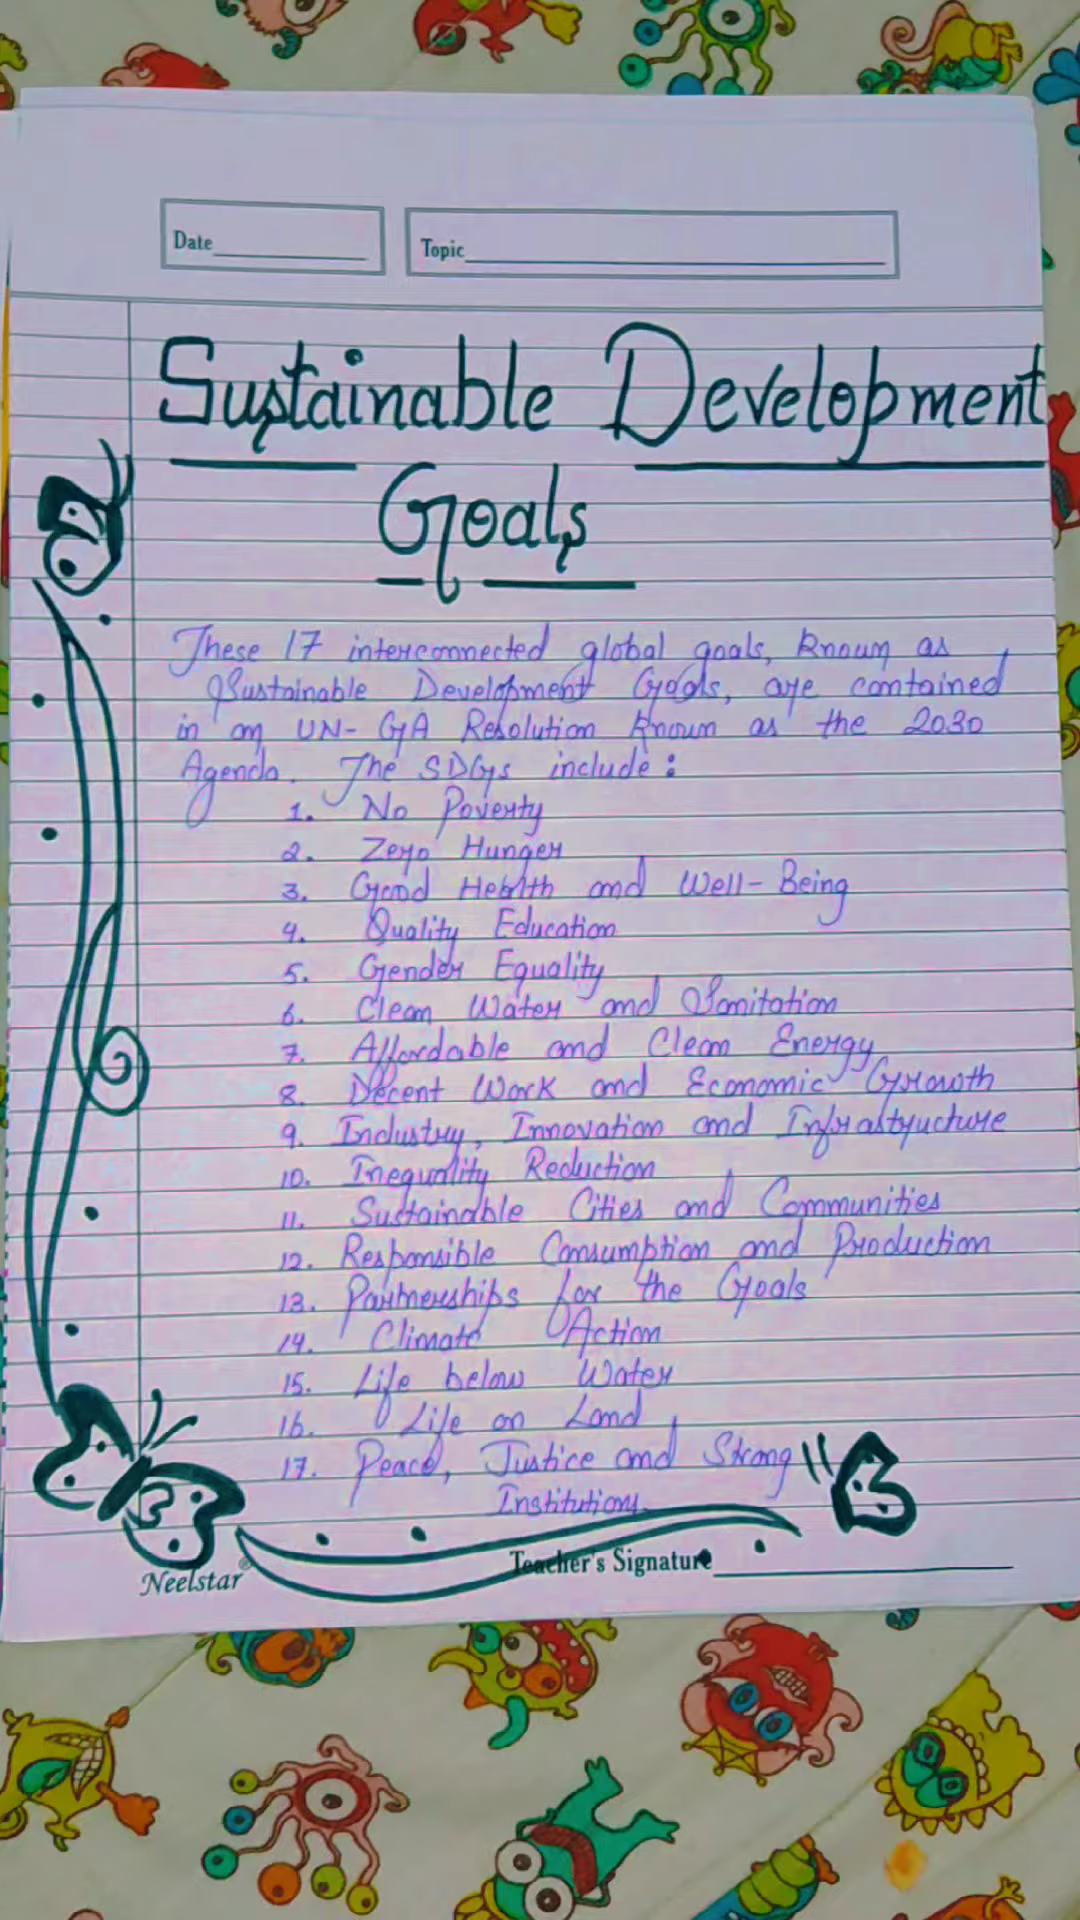 Date
Topic
Sustainable Development
Goals
These 17 interconnected global goals, known as
Sustainable Development Goals, are contained
in an UN-GA Resolution known as the 2030
Agenda. The SDGs include:
1. No Poverty
2. Zero Hunger
3. Good Health and Well-Being
4. Quality Education
5. Gender Equality
6. Clean Water and Sanitation
7. Affordable and Clean Energy
8. Decent Work and Economic Growth
9. Industry, Innovation and Infrastructure
10. Inequality Reduction
11. Sustainable Cities and Communities
12. Responsible Consumption and Production
13. Partnerships for the Goals
14. Climate Action
15. Life below Water
16. Life on Land
17. Peace, Justice and Strong
Institutions
Teacher's Signature
Neelstar®